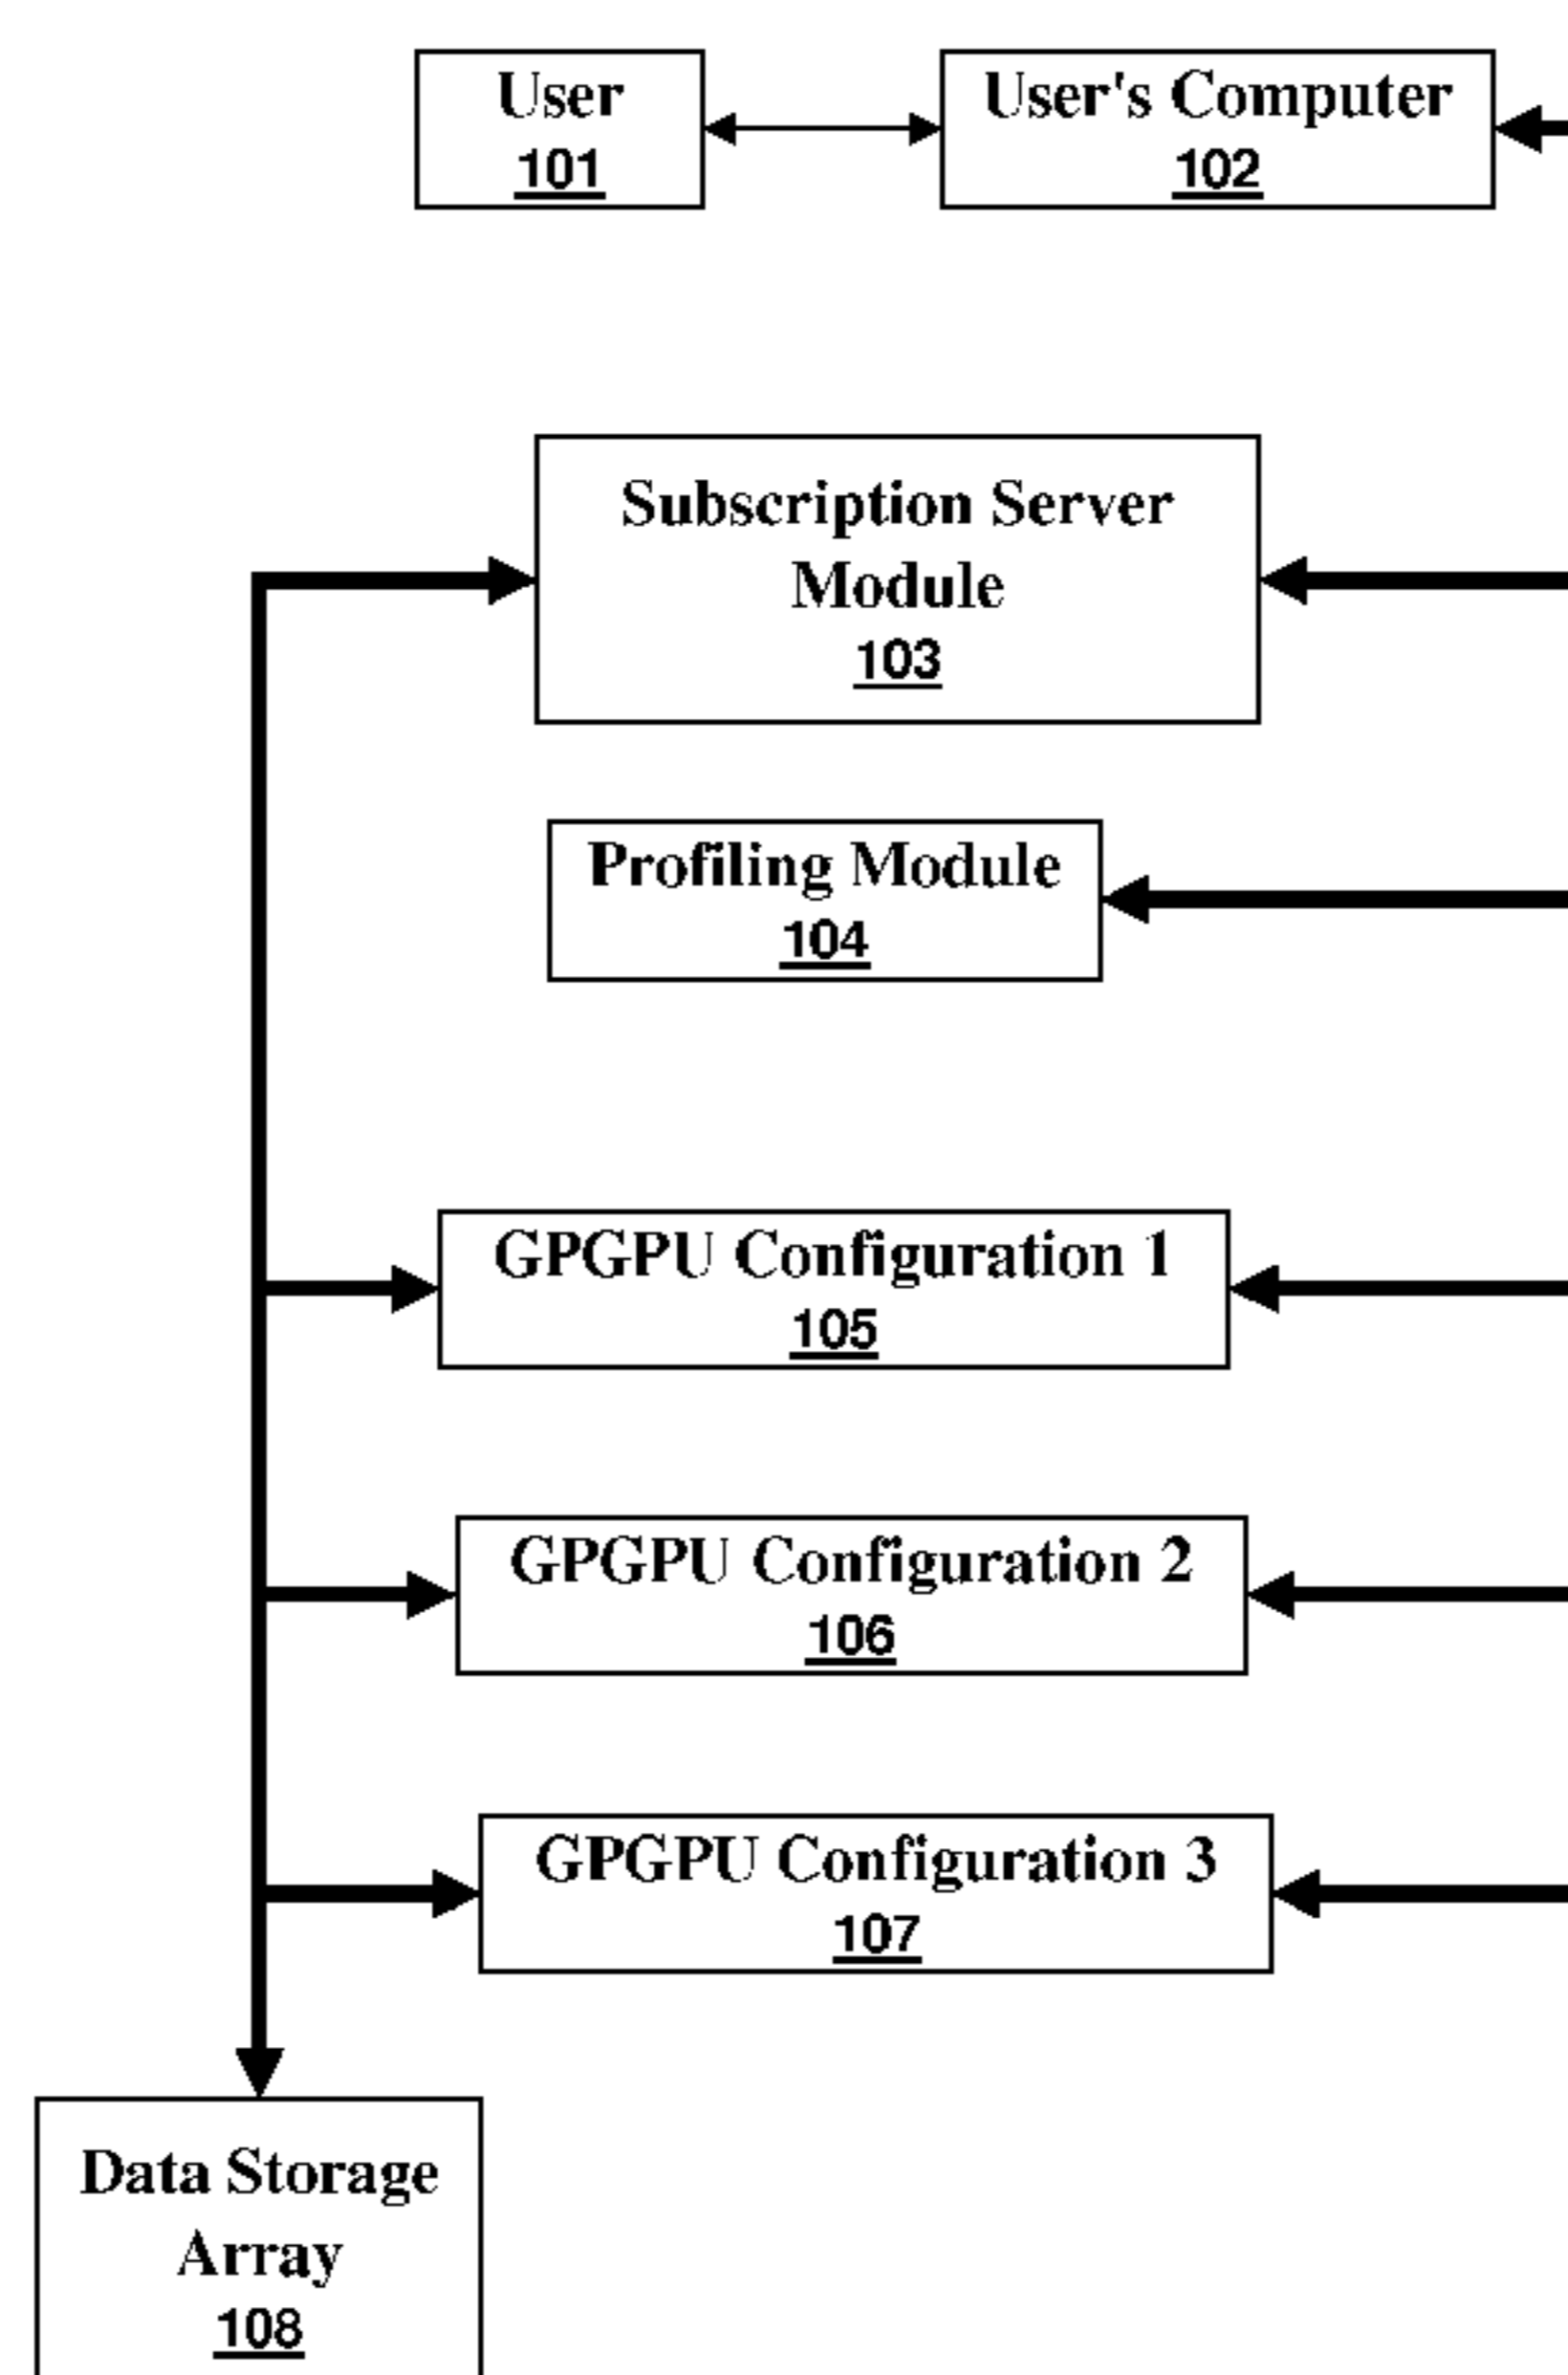 User
101
User's Computer
102
Subscription Server
Module
103
Profiling Module
104
GPGPU Configuration 1
105
GPGPU Configuration 2
106
GPGPU Configuration 3
107
Data Storage
Array
108